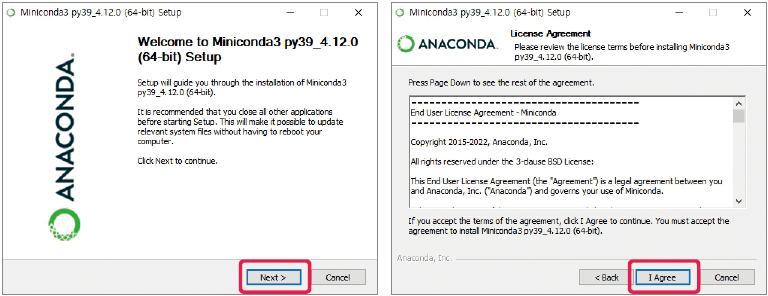 Miniconda3 py39_4.12.0 (64-bit) Setup
ANACONDA.
Welcome to Miniconda3 py39_4.12.0
(64-bit) Setup
Setup will guide you through the installation of Miniconda3
py39_4.12.0 (64-bit).
It is recommended that you close all other applications
before starting Setup. This will make it possible to update
relevant system files without having to reboot your
computer.
Click Next to continue.
Next >
Cancel
Miniconda3 py39_4.12.0 (64-bit) Setup
ANACONDA.
License Agreement
Please review the license terms before installing Miniconda3
py39_4.12.0 (64-bit).
Press Page Down to see the rest of the agreement.
End User License Agreement - Miniconda
Copyright 2015-2022, Anaconda, Inc.
All rights reserved under the 3-clause BSD License:
This End User License Agreement (the "Agreement") is a legal agreement between you
and Anaconda, Inc. ("Anaconda") and governs your use of Miniconda.
If you accept the terms of the agreement, click I Agree to continue. You must accept the
agreement to install Miniconda3 py39_4.12.0 (64-bit).
Anaconda, Inc.
< Back
I Agree
Cancel